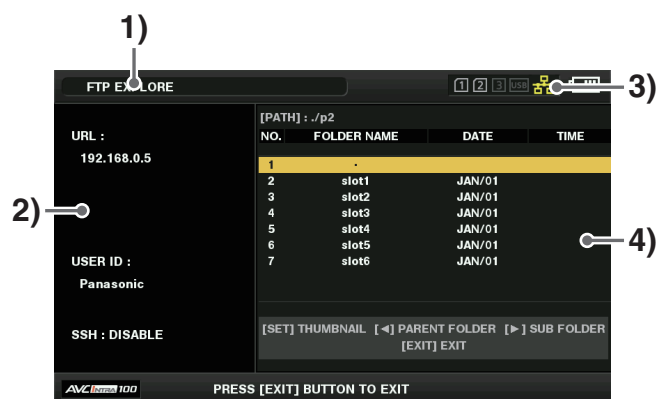 1)
FTP EXPLORE
1 2 3 USB
3)
[PATH] : ./p2
URL :
NO. FOLDER NAME DATE TIME
192.168.0.5
1 .
2 slot1 JAN/01
2)
3 slot2 JAN/01
4 slot3 JAN/01
5 slot4 JAN/01
4)
6 slot5 JAN/01
USER ID :
7 slot6 JAN/01
Panasonic
SSH : DISABLE
[SET] THUMBNAIL [◄] PARENT FOLDER [►] SUB FOLDER
[EXIT] EXIT
AVC INTRA 100 PRESS [EXIT] BUTTON TO EXIT